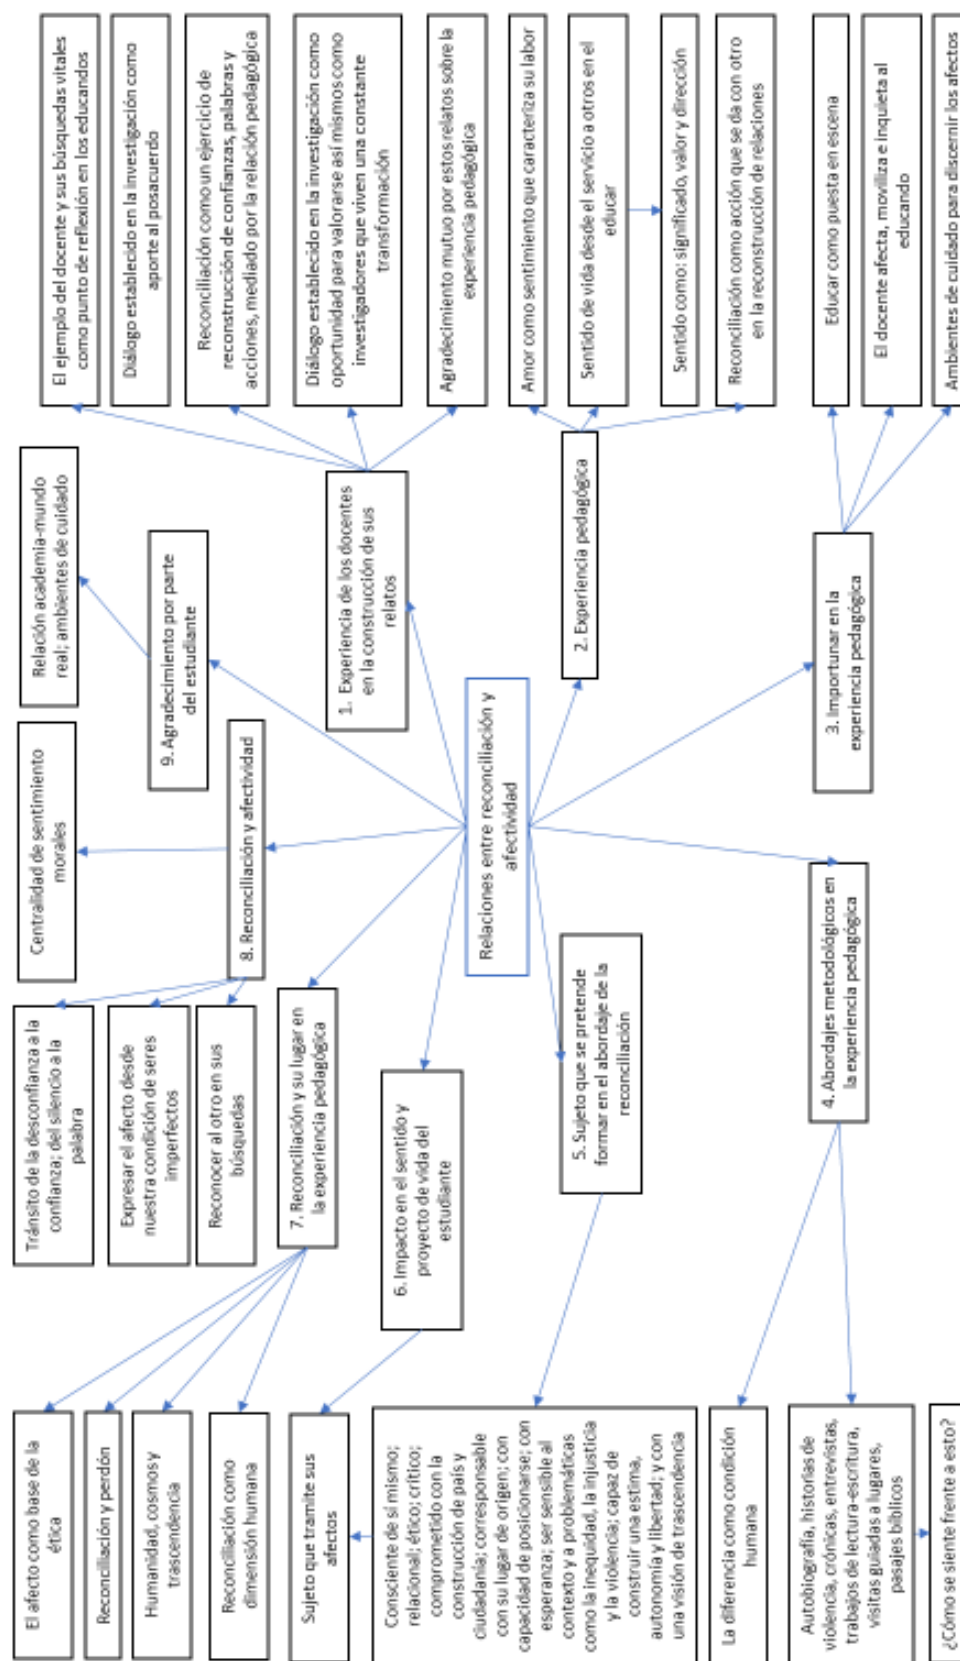 El afecto como base de la
ética
Reconciliación y perdón
Humanidad, cosmos y
trascendencia
Reconciliación como
dimensión humana
Sujeto que tramite sus
afectos
Consciente de sí mismo;
relacional; ético; crítico;
comprometido con la
construcción de país y
ciudadanía; corresponsable
con su lugar de origen; con
capacidad de posicionarse; con
esperanza; ser sensible al
contexto y a problemáticas
como la inequidad, la injusticia
y la violencia; capaz de
construir una estima,
autonomía y libertad; y con
una visión de trascendencia
La diferencia como condición
humana
Autobiografía, historias de
violencia, crónicas, entrevistas,
trabajos de lectura-escritura,
visitas guiadas a lugares,
pasajes bíblicos
¿Cómo se siente frente a esto?
Tránsito de la desconfianza a la
confianza; del silencio a la
palabra
Expresar el afecto desde
nuestra condición de seres
imperfectos
Reconocer al otro en sus
búsquedas
7. Reconciliación y su lugar en
la experiencia pedagógica
6. Impacto en el sentido y
proyecto de vida del
estudiante
5. Sujeto que se pretende
formar en el abordaje de la
reconciliación
4. Abordajes metodológicos en
la experiencia pedagógica
Centralidad de sentimiento
morales
8. Reconciliación y afectividad
Relaciones entre reconciliación y
afectividad
Relación academia-mundo
real; ambientes de cuidado
9. Agradecimiento por parte
del estudiante
1. Experiencia de los docentes
en la construcción de sus
relatos
2. Experiencia pedagógica
3. Importunar en la
experiencia pedagógica
El ejemplo del docente y sus búsquedas vitales
como punto de reflexión en los educandos
Diálogo establecido en la investigación como
aporte al posacuerdo
Reconciliación como un ejercicio de
reconstrucción de confianzas, palabras y
acciones, mediado por la relación pedagógica
Diálogo establecido en la investigación como
oportunidad para valorarse así mismos como
investigadores que viven una constante
transformación
Agradecimiento mutuo por estos relatos sobre la
experiencia pedagógica
Amor como sentimiento que caracteriza su labor
Sentido de vida desde el servicio a otros en el
educar
Sentido como: significado, valor y dirección
Reconciliación como acción que se da con otro
en la reconstrucción de relaciones
Educar como puesta en escena
El docente afecta, moviliza e inquieta al
educando
Ambientes de cuidado para discernir los afectos